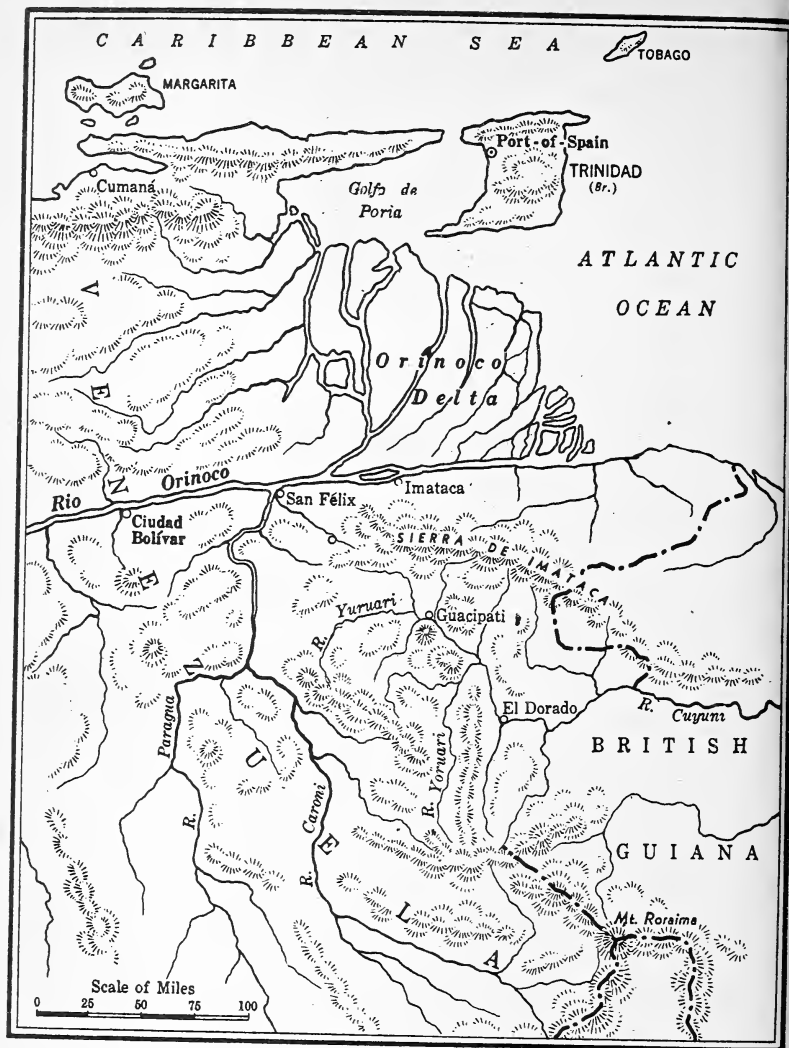 CARIBBEAN SEA
TOBAGO
MARGARITA
Port-of-Spain
TRINIDAD
(Br.)
Cumaná
Golfo de
Poria
ATLANTIC
OCEAN
Orinoco
Delta
Rio Orinoco
Imataca
San Félix
Ciudad
Bolívar
SIERRA DE IMATACA
R. Yuruari
Guacipati
VENEZUELA
El Dorado
R. Cuyuni
R. Paragua
R. Yoruari
BRITISH
R. Caroni
GUIANA
Mt. Roraima
Scale of Miles
0 25 50 75 100